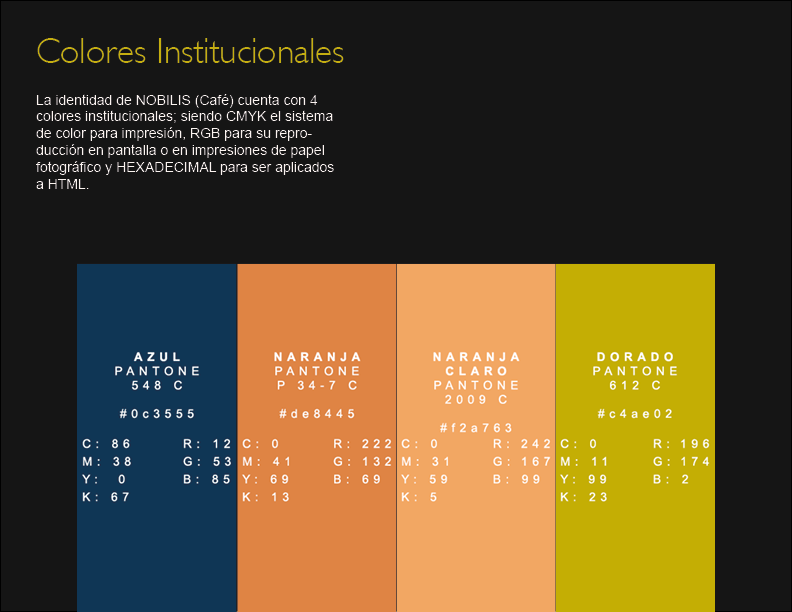 Colores Institucionales
La identidad de NOBILIS (Café) cuenta con 4
colores institucionales; siendo CMYK el sistema
de color para impresión, RGB para su repro-
ducción en pantalla o en impresiones de papel
fotográfico y HEXADECIMAL para ser aplicados
a HTML.
AZUL
PANTONE
548 C
#0c3555
C: 86 R: 12
M: 38 G: 53
Y: 0 B: 85
K: 67
NARANJA
PANTONE
P 34-7 C
#de8445
C: 0 R: 222
M: 41 G: 132
Y: 69 B: 69
K: 13
NARANJA
CLARO
PANTONE
2009 C
#f2a763
C: 0 R: 242
M: 31 G: 167
Y: 59 B: 99
K: 5
DORADO
PANTONE
612 C
#c4ae02
C: 0 R: 196
M: 11 G: 174
Y: 99 B: 2
K: 23